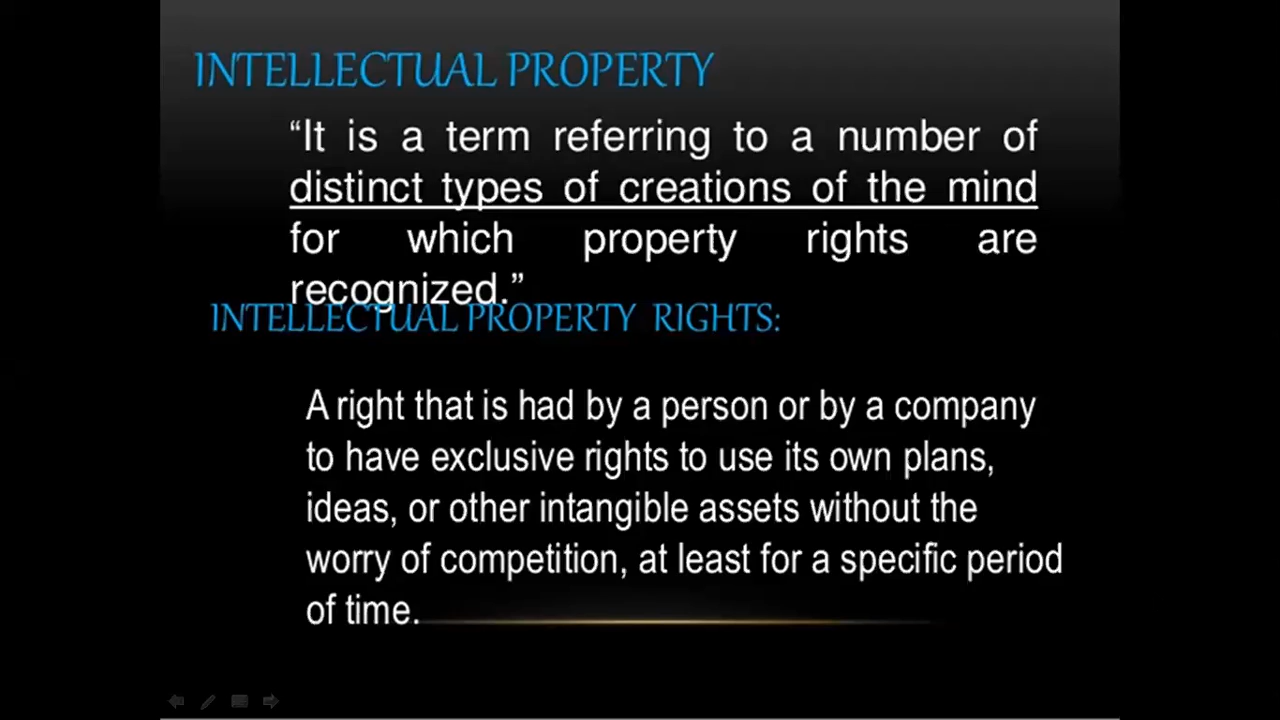 INTELLECTUAL PROPERTY
“It is a term referring to a number of
distinct types of creations of the mind
for which property rights are
recognized.”
INTELLECTUAL PROPERTY RIGHTS:
A right that is had by a person or by a company
to have exclusive rights to use its own plans,
ideas, or other intangible assets without the
worry of competition, at least for a specific period
of time.